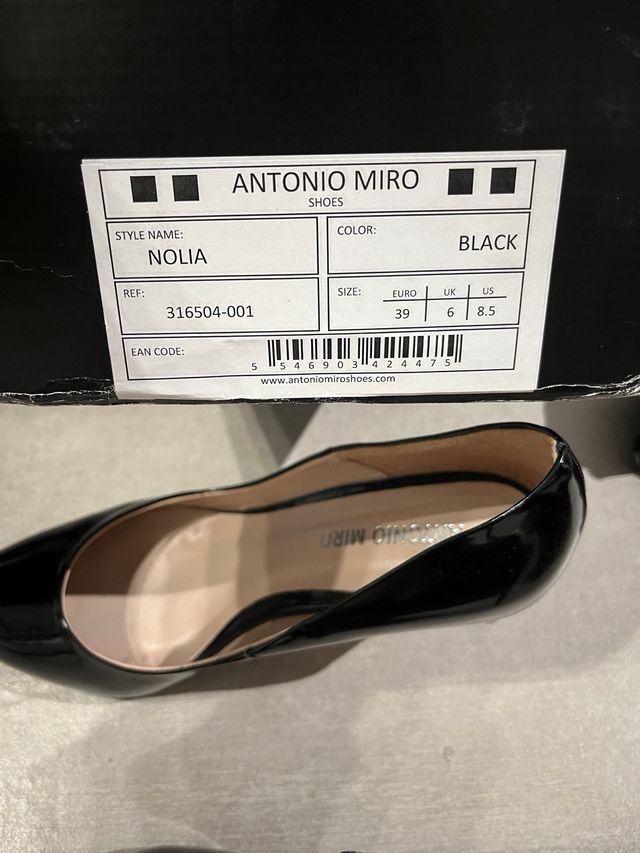 ANTONIO MIRO
SHOES
STYLE NAME:
NOLIA
COLOR:
BLACK
REF:
316504-001
SIZE:
EURO UK US
39 6 8.5
EAN CODE:
5 546903 424475
www.antoniomiroshoes.com
ANTONIO MIRO